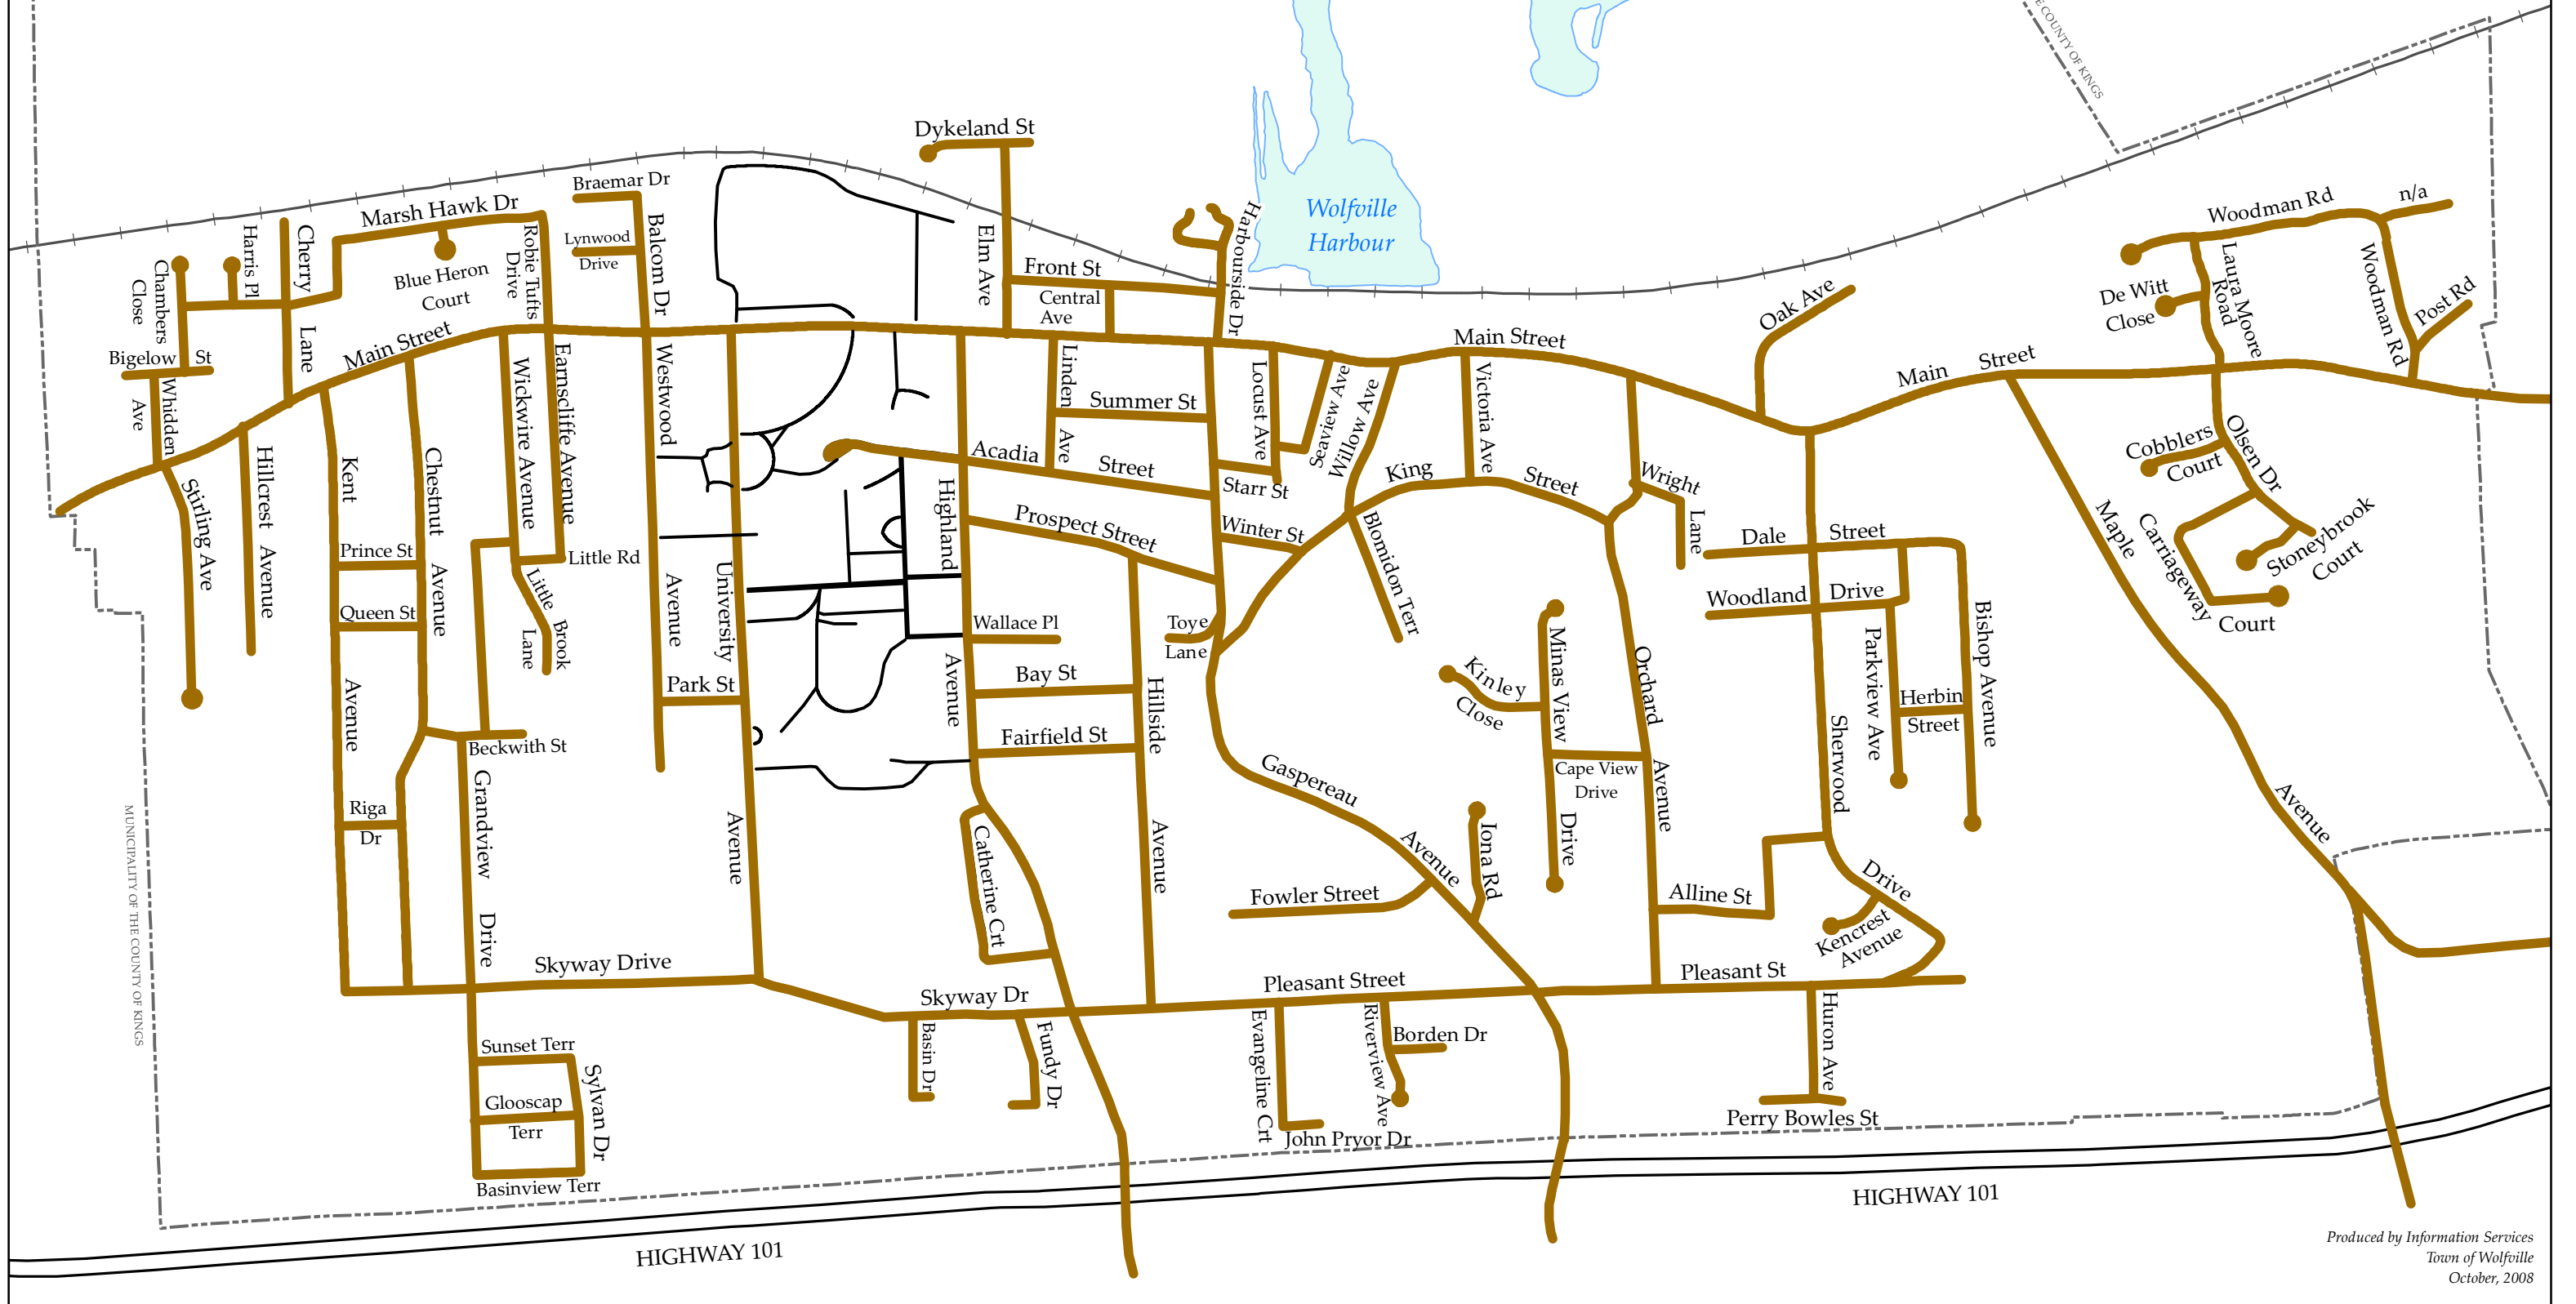 E COUNTY OF KINGS
Dykeland St
Braemar Dr
Marsh Hawk Dr
Woodman Rd
n/a
Wolfville
Harbour
Harbourside Dr
Elm Ave
Balcom Dr
Lynwood
Drive
Robie Tufts
Drive
Cherry
Lane
Harris Pl
Chambers
Close
Blue Heron
Court
Front St
Central
Ave
Laura Moore
Road
Woodman Rd
De Witt
Close
Post Rd
Oak Ave
Bigelow St
Main Street
Main Street
Main Street
Whidden
Ave
Wickwire Avenue
Earnscliffe Avenue
Westwood
Avenue
Linden
Ave
Summer St
Locust Ave
Seaview Ave
Willow Ave
Victoria Ave
Stirling Ave
Hillcrest Avenue
Kent
Avenue
Chestnut
Avenue
Acadia Street
Starr St
King Street
Wright
Lane
Cobblers
Court
Olsen Dr
Stoneybrook
Court
Carriageway
Court
Maple
Avenue
Highland
Avenue
Prospect Street
Winter St
Blomidon Terr
Dale Street
Woodland Drive
Prince St
Queen St
Little Rd
Little Brook
Lane
University
Avenue
Wallace Pl
Toye
Lane
Bay St
Park St
Hillside
Avenue
Fairfield St
Kinley
Close
Minas View
Drive
Orchard
Avenue
Cape View
Drive
Sherwood
Drive
Parkview Ave
Herbin
Street
Bishop Avenue
Beckwith St
Grandview
Drive
Riga
Dr
Gaspereau
Avenue
Catherine Crt
Iona Rd
Fowler Street
Alline St
Kencrest
Avenue
MUNICIPALITY OF THE COUNTY OF KINGS
Skyway Drive
Skyway Dr
Pleasant Street
Pleasant St
Basin Dr
Fundy Dr
Evangeline Crt
Riverview Ave
Borden Dr
John Pryor Dr
Huron Ave
Perry Bowles St
Sunset Terr
Glooscap
Terr
Sylvan Dr
Basinview Terr
HIGHWAY 101
HIGHWAY 101
Produced by Information Services
Town of Wolfville
October, 2008